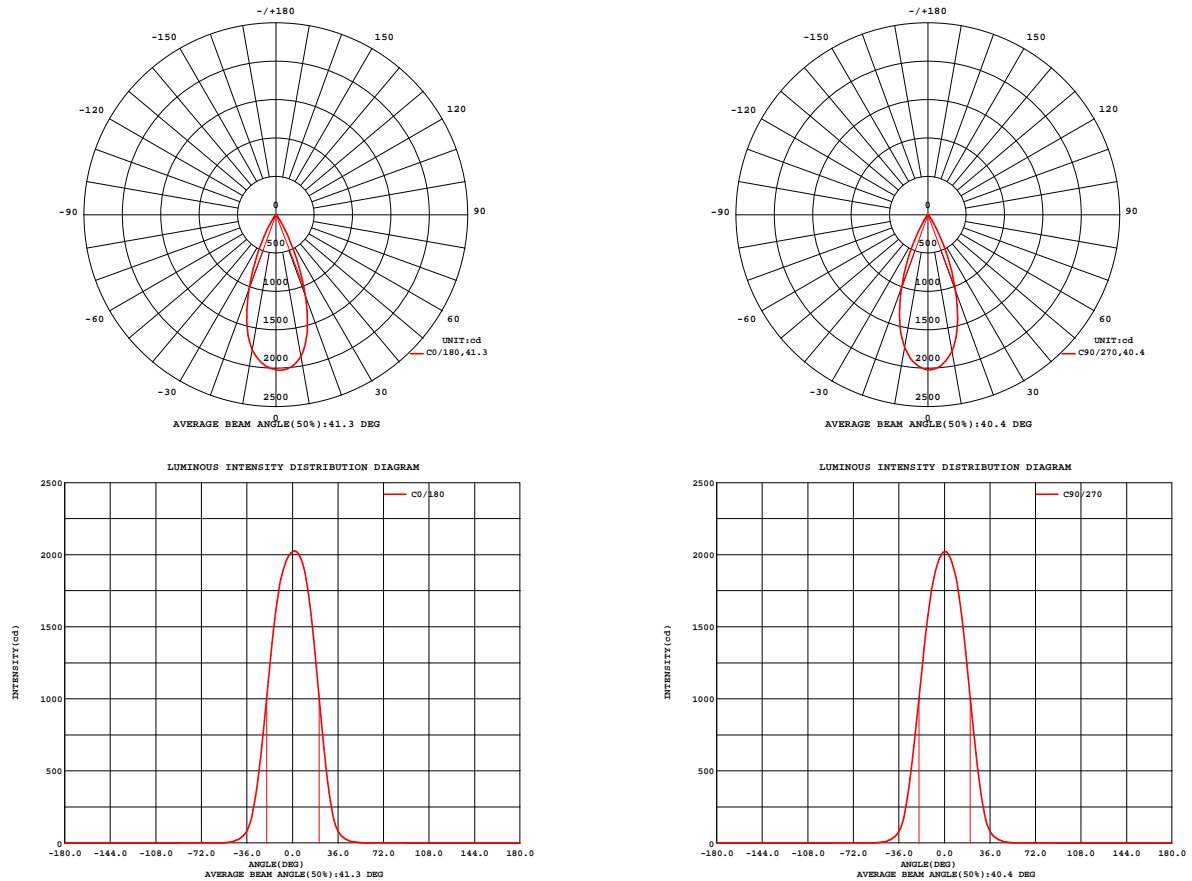 -/+180
-150
150
-120
120
-90
0
90
500
1000
-60
60
1500
UNIT:cd
C0/180,41.3
2000
-30
30
2500
0
AVERAGE BEAM ANGLE(50%):41.3 DEG
-/+180
-150
150
-120
120
-90
0
90
500
1000
-60
60
1500
UNIT:cd
C90/270,40.4
2000
-30
30
2500
0
AVERAGE BEAM ANGLE(50%):40.4 DEG
LUMINOUS INTENSITY DISTRIBUTION DIAGRAM
2500
C0/180
2000
1500
INTENSITY(cd)
1000
500
0
-180.0 -144.0 -108.0 -72.0 -36.0 0.0 36.0 72.0 108.0 144.0 180.0
ANGLE(DEG)
AVERAGE BEAM ANGLE(50%):41.3 DEG
LUMINOUS INTENSITY DISTRIBUTION DIAGRAM
2500
C90/270
2000
1500
INTENSITY(cd)
1000
500
0
-180.0 -144.0 -108.0 -72.0 -36.0 0.0 36.0 72.0 108.0 144.0 180.0
ANGLE(DEG)
AVERAGE BEAM ANGLE(50%):40.4 DEG